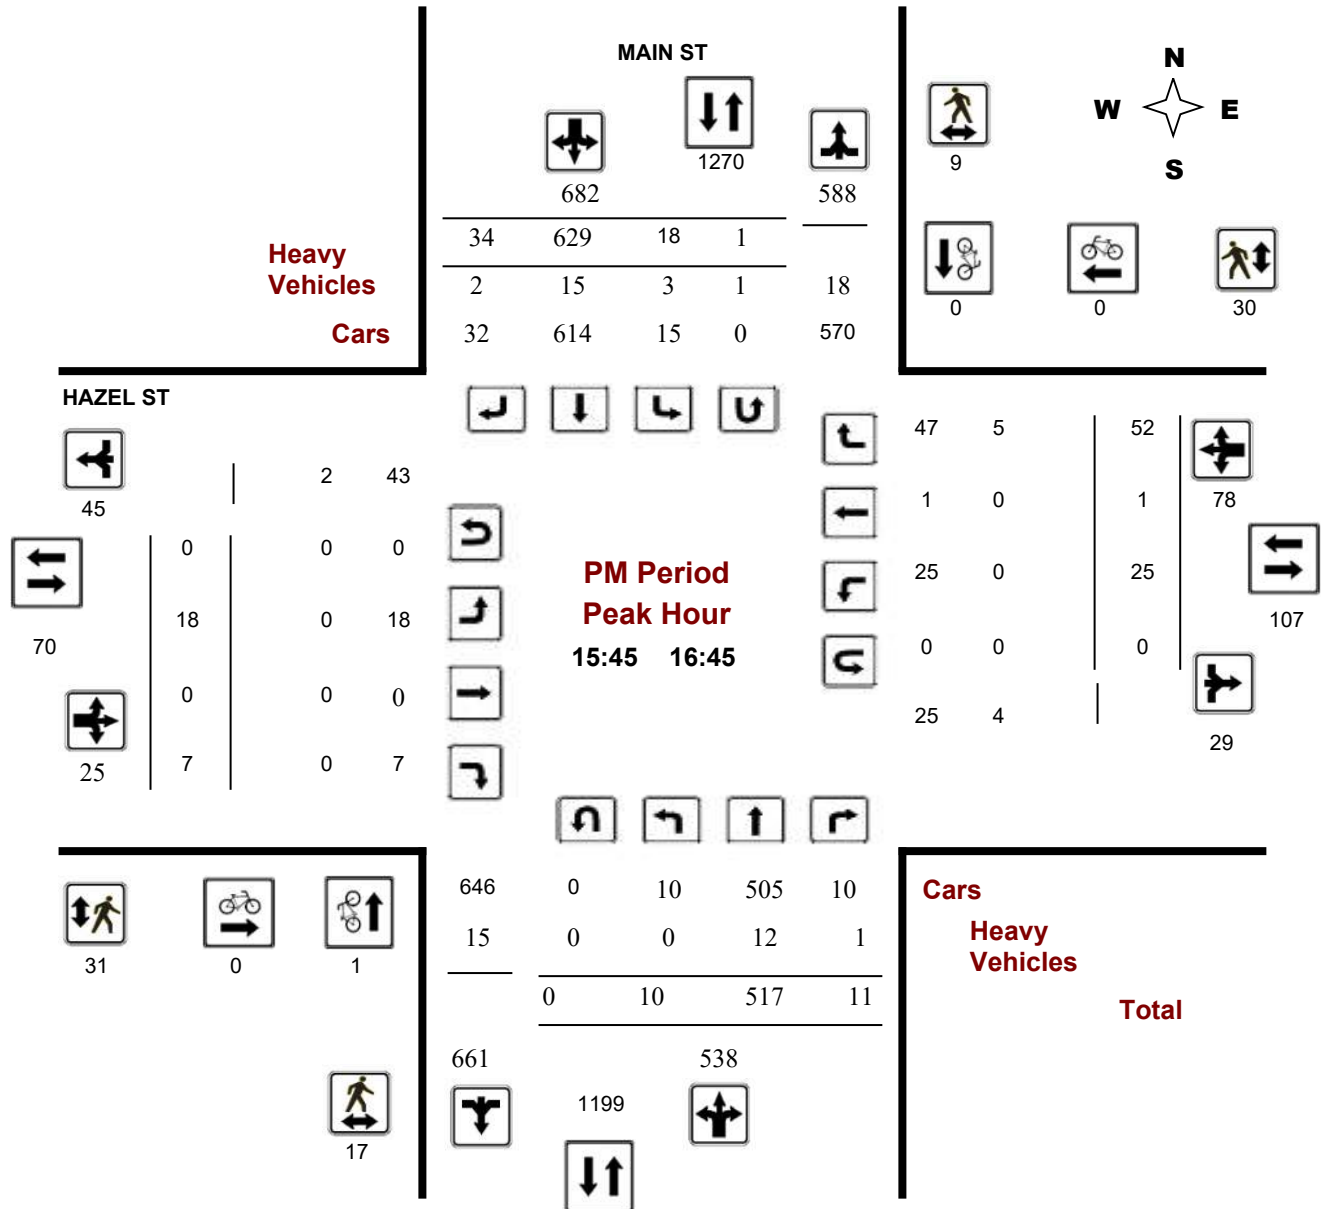 MAIN ST
N
W E
S
1270
9
682 588
34 629 18 1
Heavy
Vehicles 2 15 3 1 18
Cars 32 614 15 0 570
0 0 30
HAZEL ST
47 5 52
2 43
45
1 0 1 78
0 0 0
PM Period
25 0 25
Peak Hour
18 0 18
107
70
15:45 16:45
0 0 0
0 0 0
25 4
29
25 7 0 7
646 0 10 505 10 Cars
15 0 0 12 1 Heavy
Vehicles
31 0 1
0 10 517 11
Total
661 538
1199
17